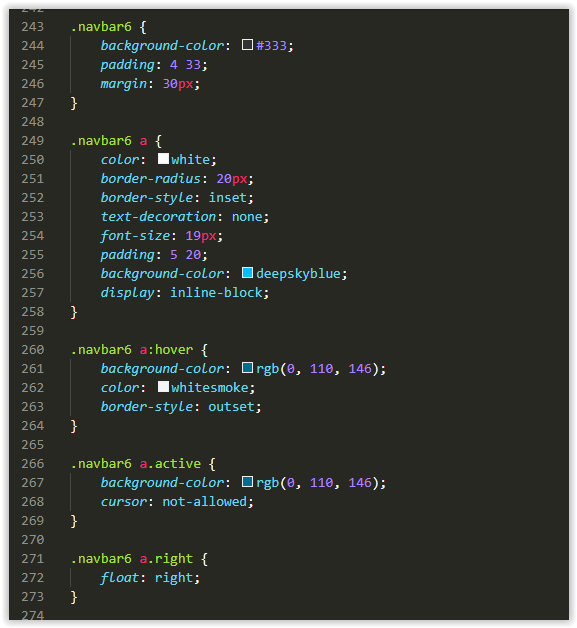 242
243 .navbar6 {
244 background-color: #333;
245 padding: 4 33;
246 margin: 30px;
247 }
248
249 .navbar6 a {
250 color: white;
251 border-radius: 20px;
252 border-style: inset;
253 text-decoration: none;
254 font-size: 19px;
255 padding: 5 20;
256 background-color: deepskyblue;
257 display: inline-block;
258 }
259
260 .navbar6 a:hover {
261 background-color: rgb(0, 110, 146);
262 color: whitesmoke;
263 border-style: outset;
264 }
265
266 .navbar6 a.active {
267 background-color: rgb(0, 110, 146);
268 cursor: not-allowed;
269 }
270
271 .navbar6 a.right {
272 float: right;
273 }
274